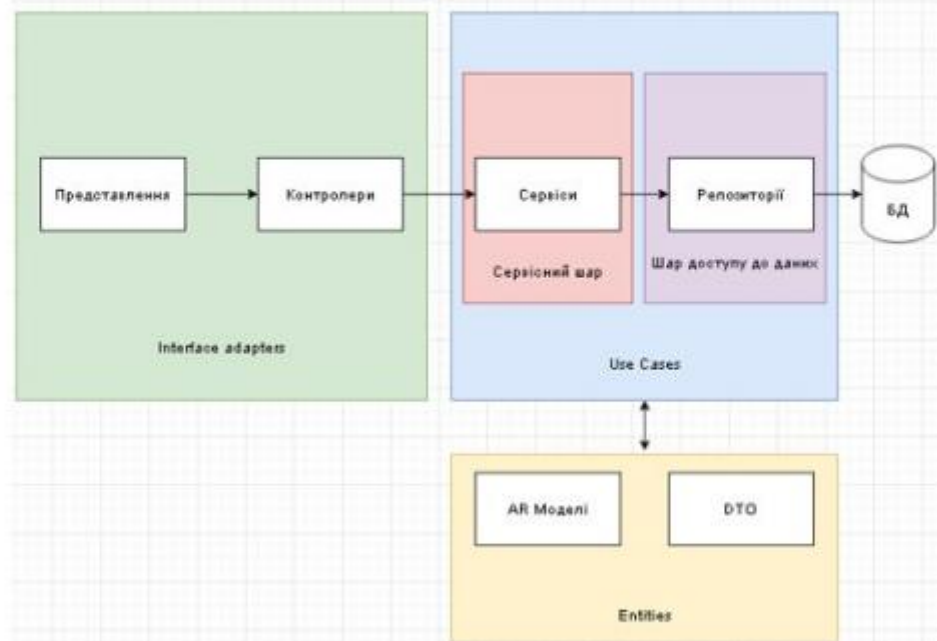 Представлення
Контролери
Сервіси
Репозиторії
БД
Сервісний шар
Шар доступу до даних
Interface adapters
Use Cases
AR Моделі
DTO
Entities